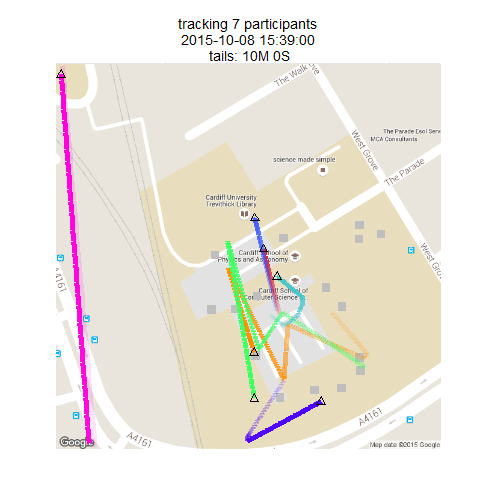 tracking 7 participants
2015-10-08 15:39:00
tails: 10M 0S
The Walk
ove
West Grove
The Parade Esol Serv
MCA Consultants
science made simple
The Parade
Cardiff University
Trevithick Library
West Grove
Cardiff School of
Physics and Astronomy
Cardiff School of
Computer Science
A4161
A4161
A4161
Google
Map data ©2015 Google